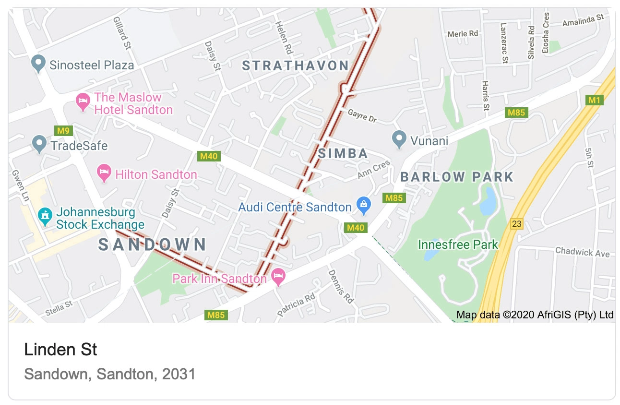 Gillard St
Daisy St
Helen Rd
Merle Rd
Lanzerac St
Silvela Rd
Etosha Cres
Amalinda St
Sinosteel Plaza
STRATHAVON
The Maslow
Hotel Sandton
Harris St
M85
M1
Gayre Dr
M9
TradeSafe
M40
SIMBA
Vunani
Ann Cres
5th St
Gwen Ln
Hilton Sandton
BARLOW PARK
Daisy St
Audi Centre Sandton
M85
Johannesburg
Stock Exchange
M40
23
SANDOWN
Innesfree Park
Chadwick Ave
Park Inn Sandton
Dennis Rd
Patricia Rd
Stella St
M85
Map data ©2020 AfriGIS (Pty) Ltd
Linden St
Sandown, Sandton, 2031